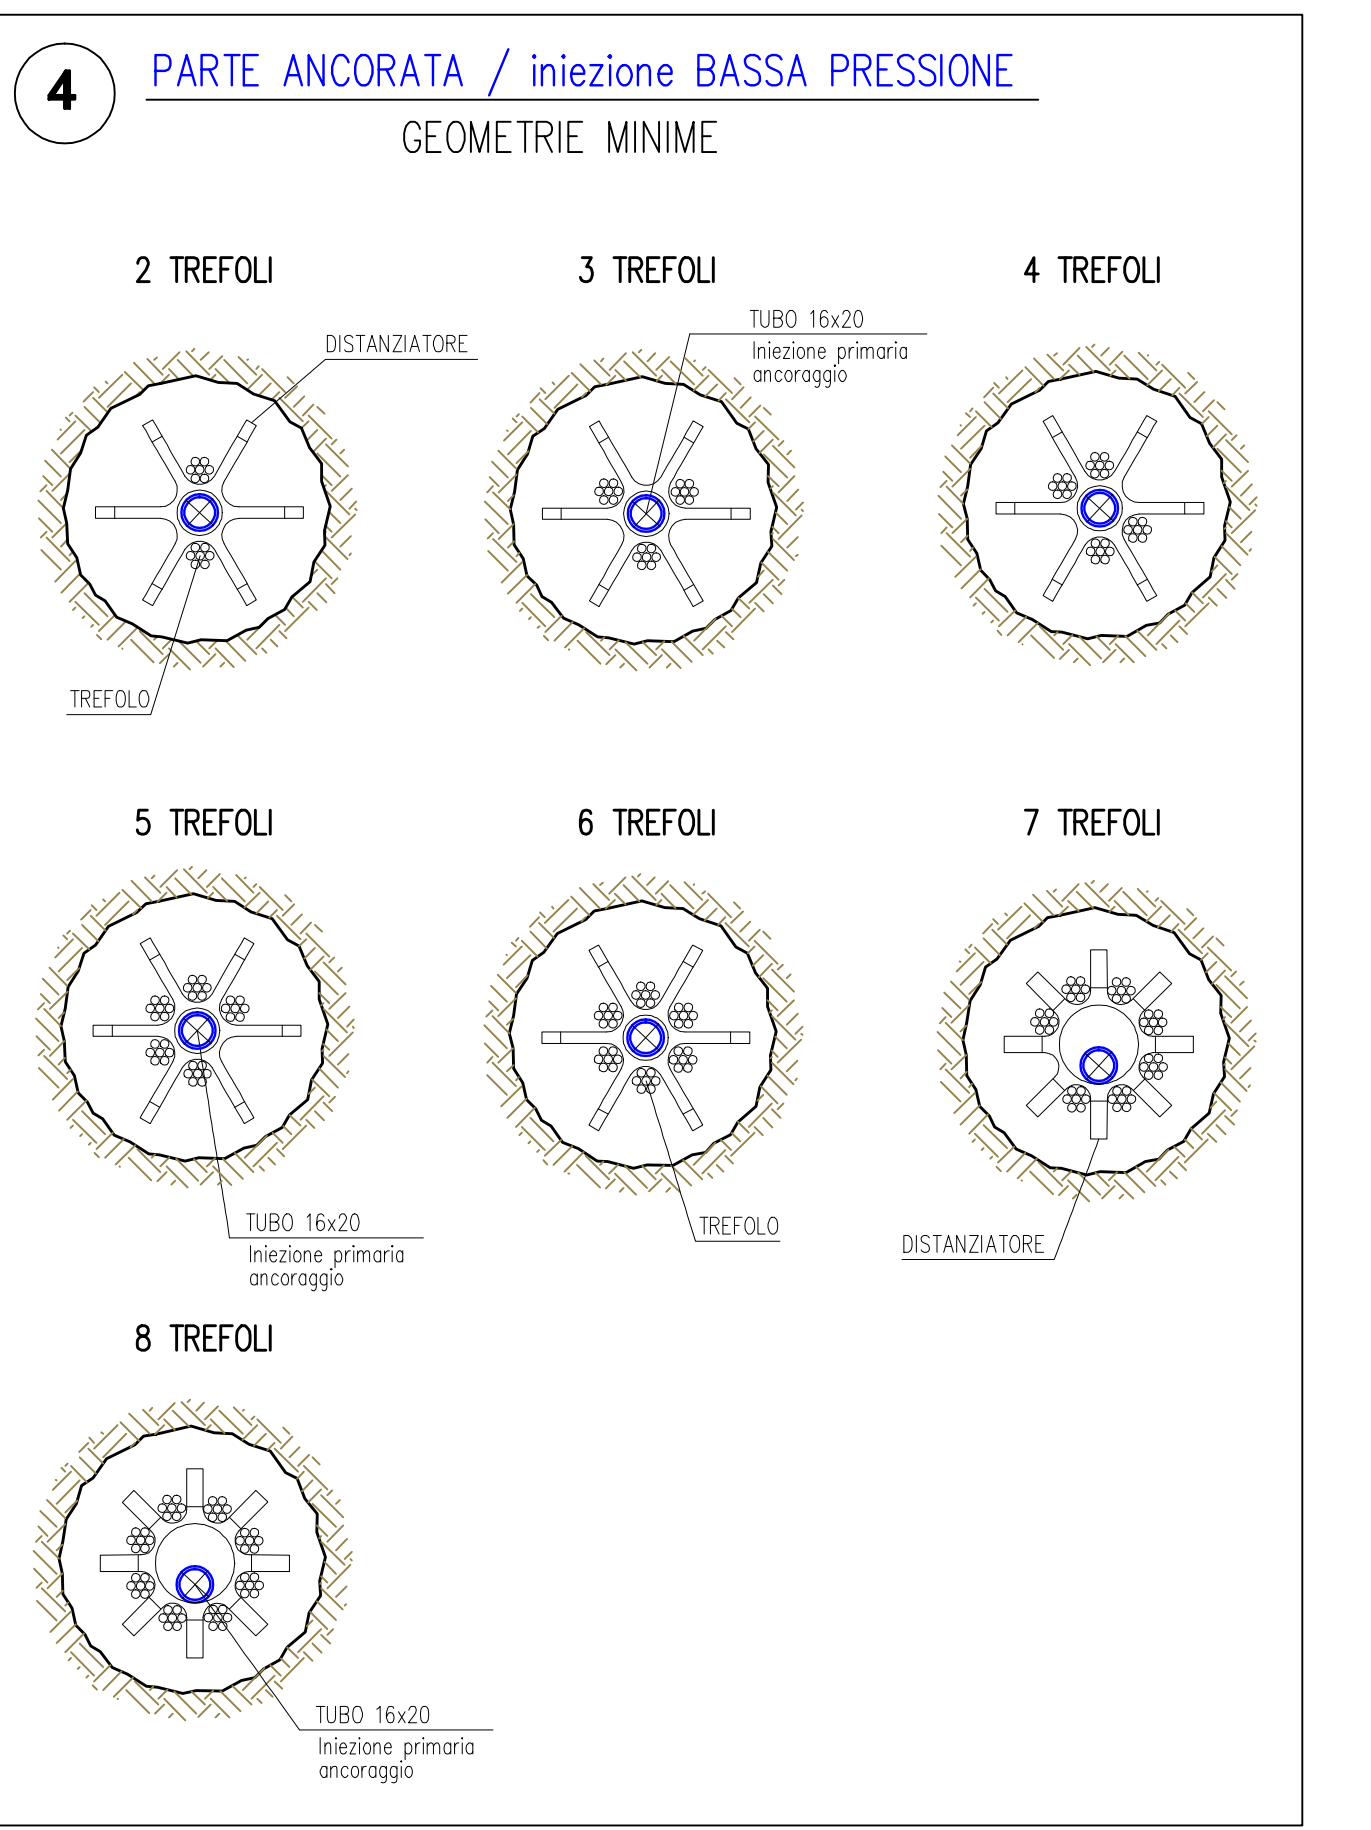 4
PARTE ANCORATA / iniezione BASSA PRESSIONE
GEOMETRIE MINIME
2 TREFOLI
3 TREFOLI
4 TREFOLI
DISTANZIATORE
TUBO 16x20
Iniezione primaria
ancoraggio
TREFOLO
5 TREFOLI
6 TREFOLI
7 TREFOLI
TUBO 16x20
Iniezione primaria
ancoraggio
TREFOLO
DISTANZIATORE
8 TREFOLI
TUBO 16x20
Iniezione primaria
ancoraggio